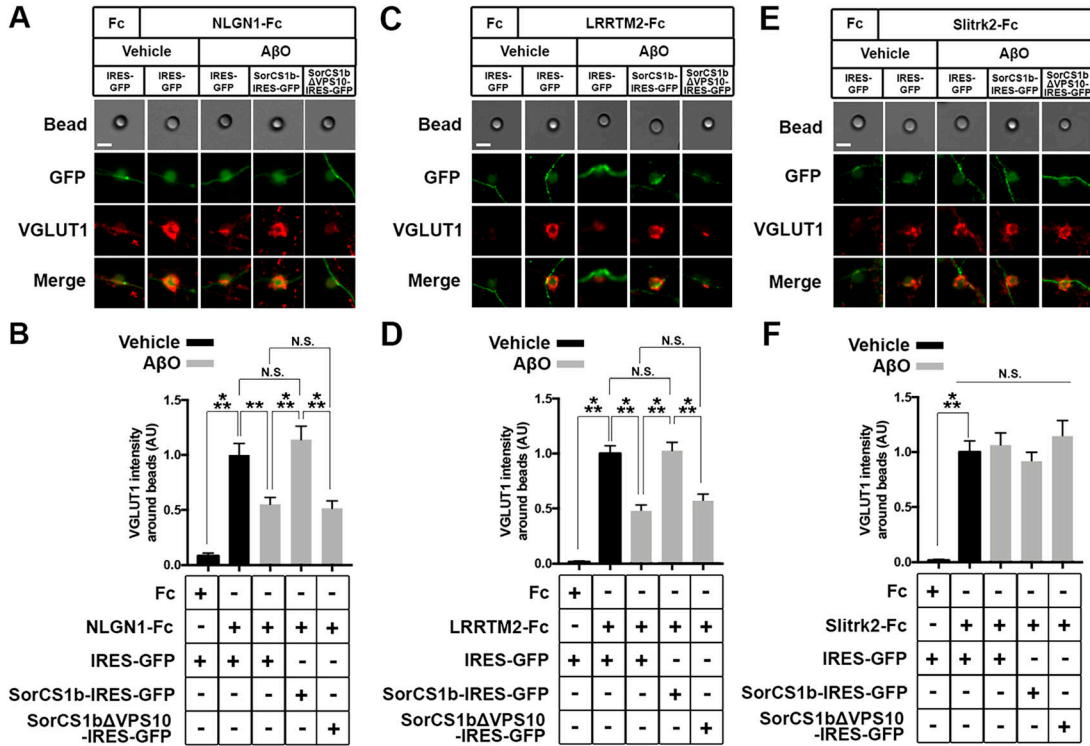 A
Fc NLGN1-Fc
Vehicle AβO
IRES- IRES- IRES- SorCS1b- SorCS1b
GFP GFP GFP IRES-GFP ΔVPS10-
IRES-GFP
Bead
GFP
VGLUT1
Merge
C
Fc LRRTM2-Fc
Vehicle AβO
IRES- IRES- IRES- SorCS1b- SorCS1b
GFP GFP GFP IRES-GFP ΔVPS10-
IRES-GFP
Bead
GFP
VGLUT1
Merge
E
Fc Slitrk2-Fc
Vehicle AβO
IRES- IRES- IRES- SorCS1b- SorCS1b
GFP GFP GFP IRES-GFP ΔVPS10-
IRES-GFP
Bead
GFP
VGLUT1
Merge
B
Vehicle
AβO
N.S.
N.S.
* * *
** ** ** **
VGLUT1 intensity
around beads (AU)
1.5
1.0
0.5
0.0
Fc + - - - -
NLGN1-Fc - + + + +
IRES-GFP + + + - -
SorCS1b-IRES-GFP - - - + -
SorCS1bΔVPS10
-IRES-GFP - - - - +
D
Vehicle
AβO
N.S.
N.S.
* * * *
** ** ** **
VGLUT1 intensity
around beads (AU)
1.5
1.0
0.5
0.0
Fc + - - - -
LRRTM2-Fc - + + + +
IRES-GFP + + + - -
SorCS1b-IRES-GFP - - - + -
SorCS1bΔVPS10
-IRES-GFP - - - - +
F
Vehicle
AβO
N.S.
*
**
VGLUT1 intensity
around beads (AU)
1.5
1.0
0.5
0.0
Fc + - - - -
Slitrk2-Fc - + + + +
IRES-GFP + + + - -
SorCS1b-IRES-GFP - - - + -
SorCS1bΔVPS10
-IRES-GFP - - - - +